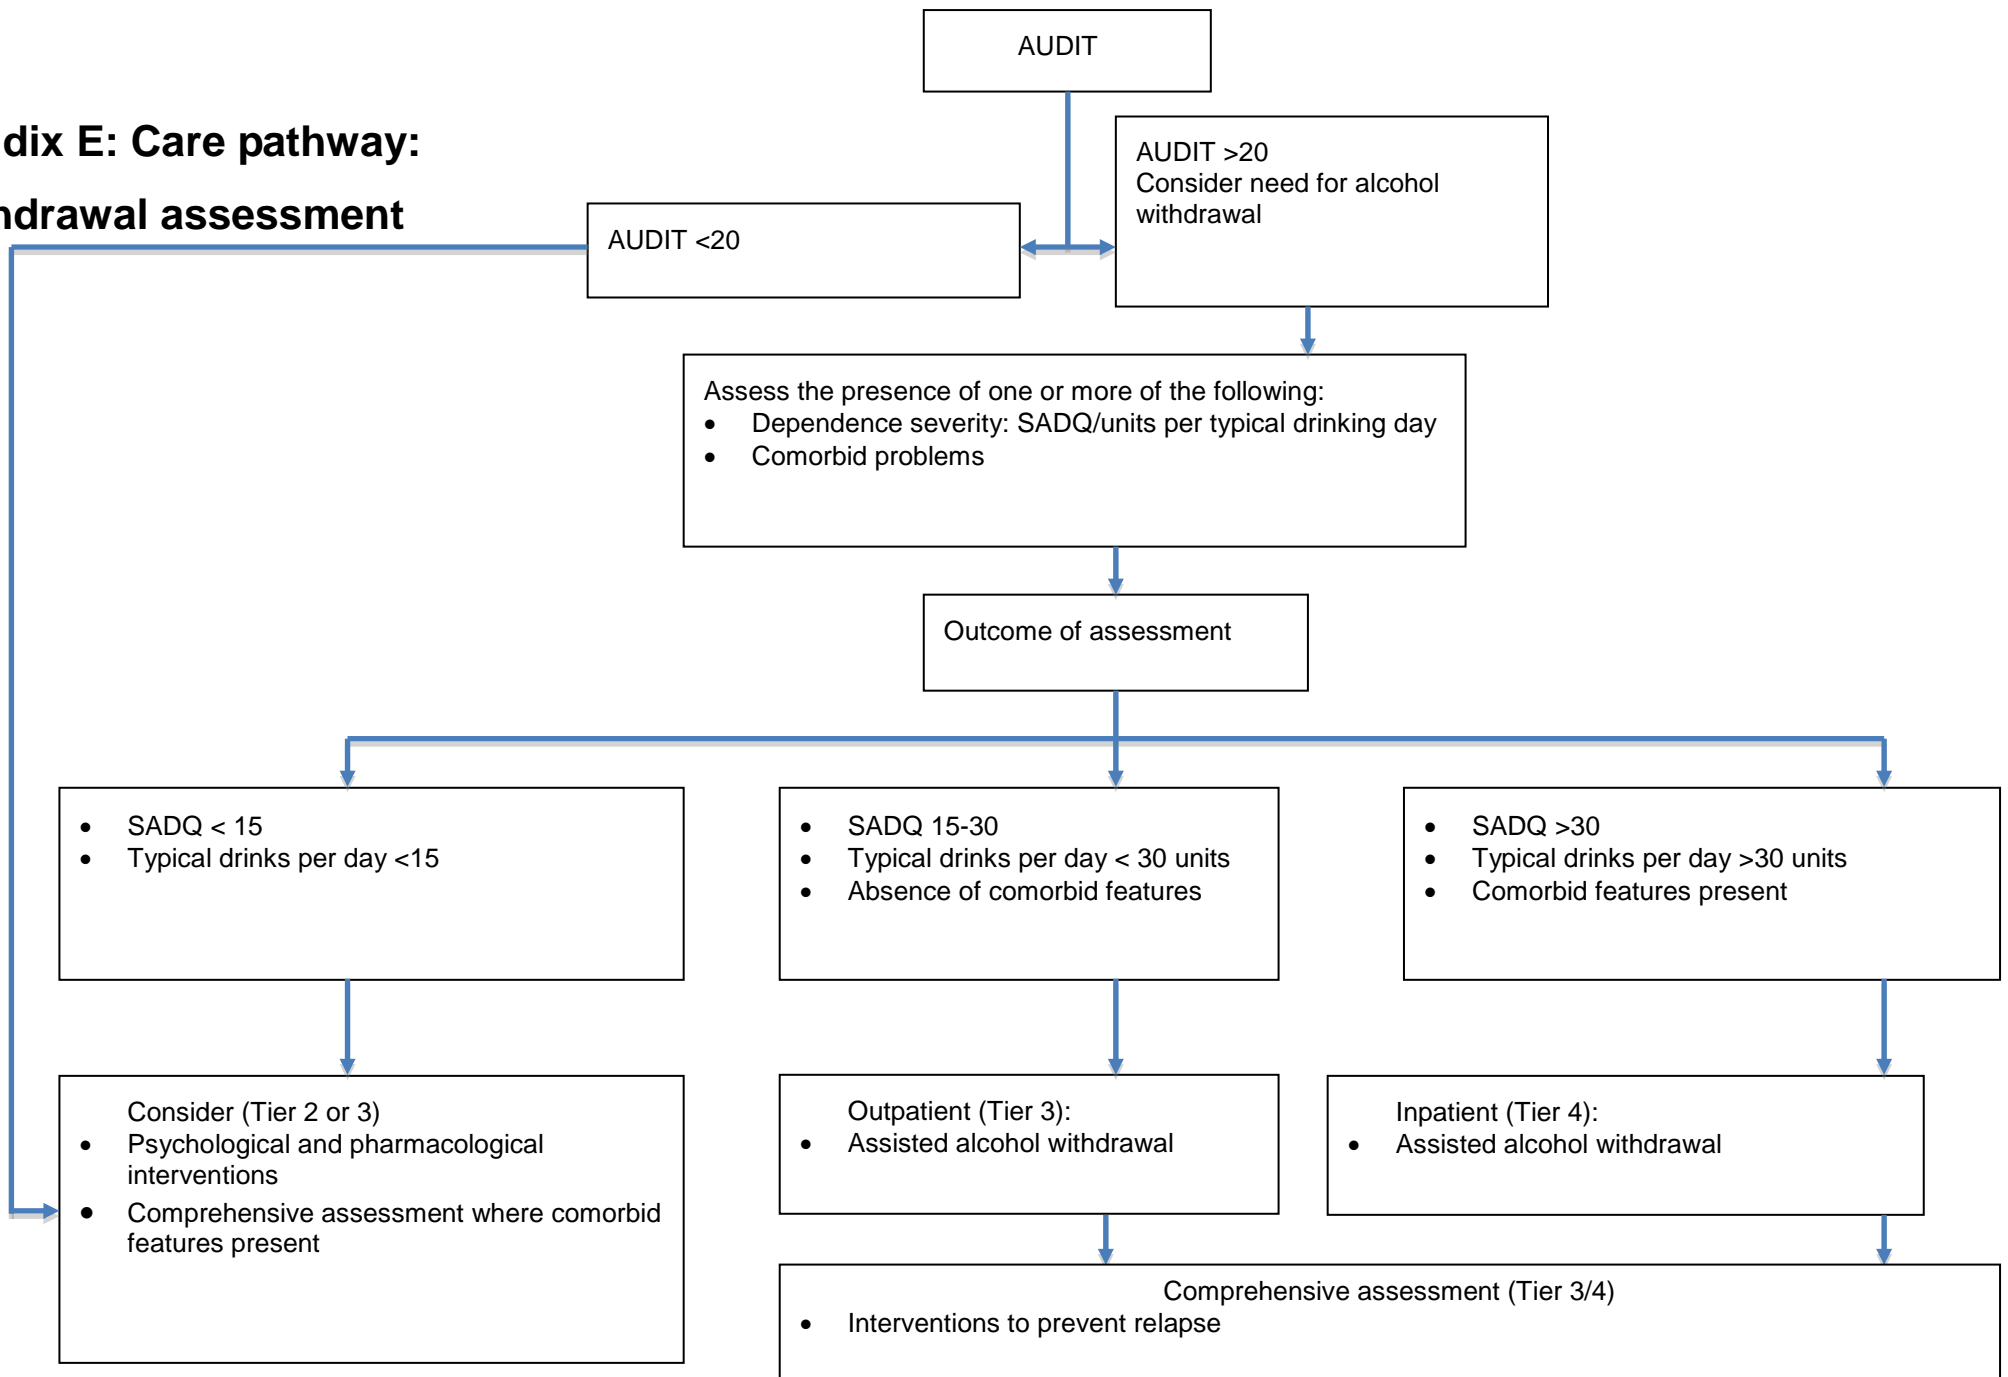 AUDIT
dix E: Care pathway:
ndrawal assessment
AUDIT >20
Consider need for alcohol
withdrawal
AUDIT <20
Assess the presence of one or more of the following:
• Dependence severity: SADQ/units per typical drinking day
• Comorbid problems
Outcome of assessment
• SADQ < 15
• Typical drinks per day <15
• SADQ 15-30
• Typical drinks per day < 30 units
• Absence of comorbid features
• SADQ >30
• Typical drinks per day >30 units
• Comorbid features present
Consider (Tier 2 or 3)
• Psychological and pharmacological
interventions
• Comprehensive assessment where comorbid
features present
Outpatient (Tier 3):
• Assisted alcohol withdrawal
Inpatient (Tier 4):
• Assisted alcohol withdrawal
Comprehensive assessment (Tier 3/4)
• Interventions to prevent relapse